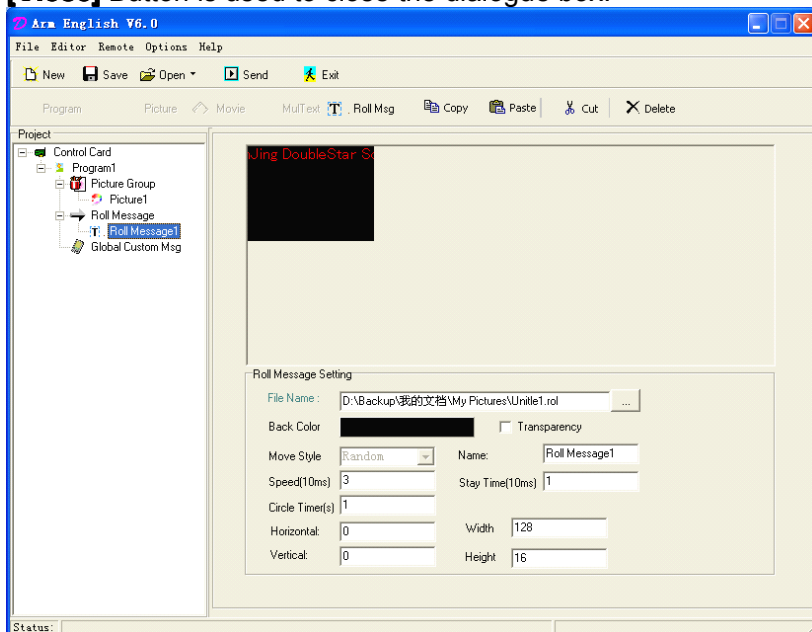 Button is used to close the dialogue box.
Arm English V6.0
File Editor Remote Options Help
New Save Open Send Exit
Program Picture Movie MulText Roll Msg Copy Paste Cut Delete
Project
Control Card
Program1
Picture Group
Picture1
Roll Message
Roll Message1
Global Custom Msg
Jing DoubleStar
Roll Message Setting
File Name : D:\Backup\我的文档\My Pictures\Unitle1.rol ...
Back Color Transparency
Move Style Random Name: Roll Message1
Speed(10ms) 3 Stay Time(10ms) 1
Circle Timer(s) 1
Horizontal: 0 Width 128
Vertical: 0 Height 16
Status: